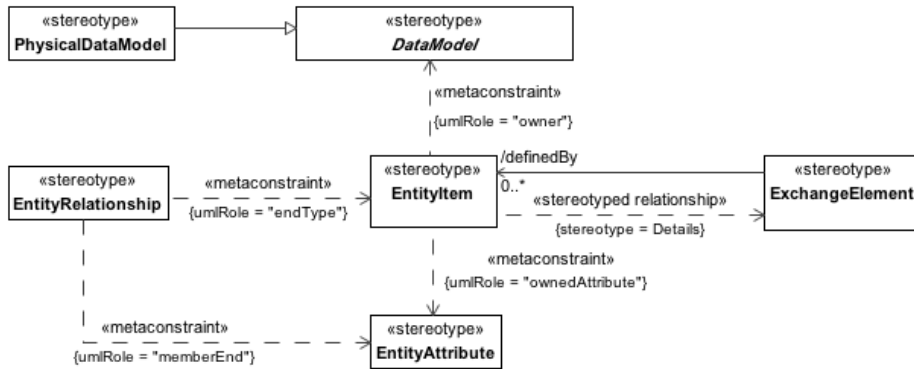 «stereotype»
PhysicalDataModel
«stereotype»
DataModel
«metaconstraint»
{umlRole = "owner"}
«stereotype»
EntityRelationship
«metaconstraint»
{umlRole = "endType"}
«stereotype»
EntityItem
/definedBy
0..*
«stereotyped relationship»
{stereotype = Details}
«stereotype»
ExchangeElement
«metaconstraint»
{umlRole = "ownedAttribute"}
«metaconstraint»
{umlRole = "memberEnd"}
«stereotype»
EntityAttribute